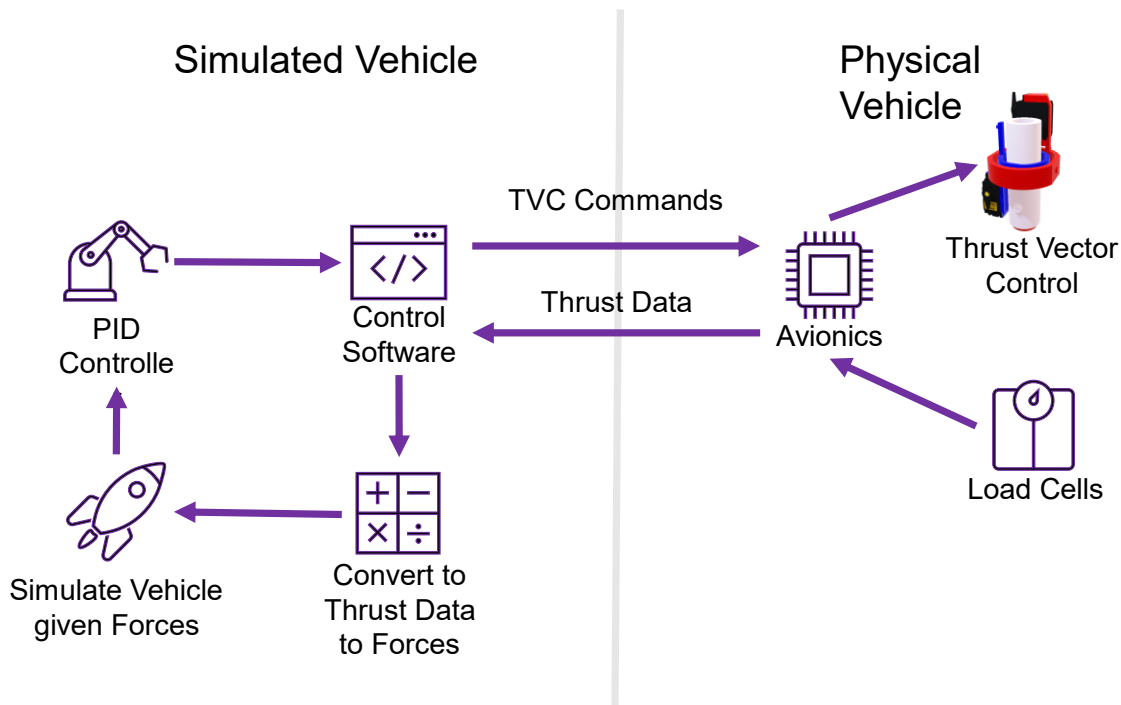 Simulated Vehicle
Physical
Vehicle
TVC Commands
Thrust Vector
Control
Thrust Data
PID
Controlle
Control
Software
Avionics
Load Cells
Simulate Vehicle
given Forces
Convert to
Thrust Data
to Forces